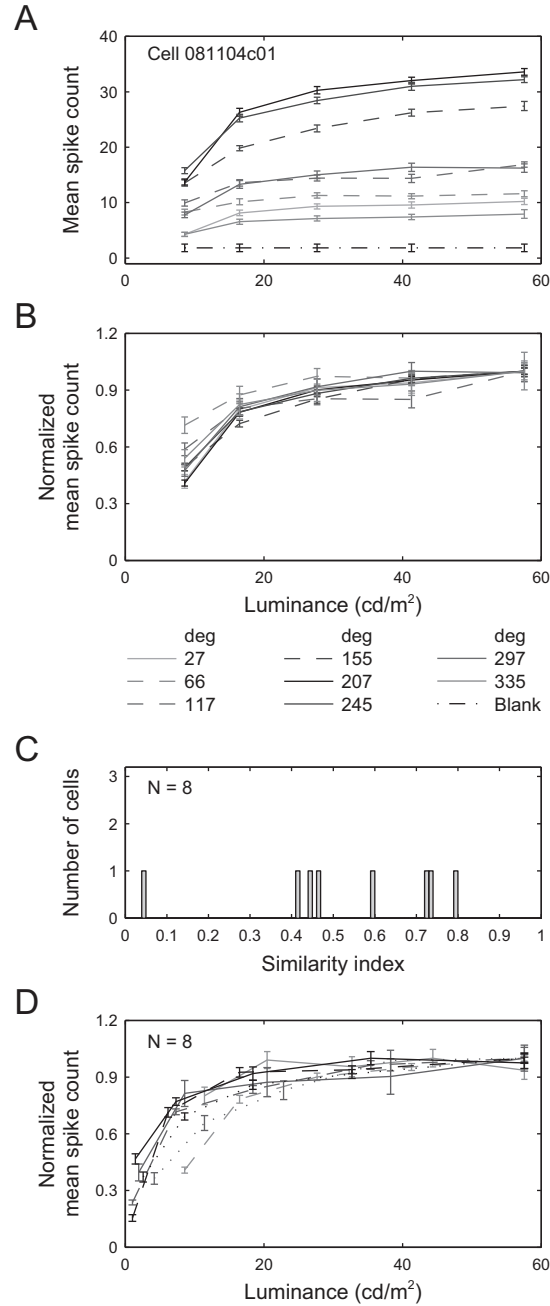 A
Cell 081104c01
Mean spike count
40
30
20
10
0
0 20 40 60
B
Normalized
mean spike count
1.2
0.9
0.6
0.3
0
0 20 40 60
Luminance (cd/m²)
deg deg deg
27 155 297
66 207 335
117 245 Blank
C
N = 8
Number of cells
3
2
1
0
0 0.1 0.2 0.3 0.4 0.5 0.6 0.7 0.8 0.9 1
Similarity index
D
N = 8
Normalized
mean spike count
1.2
0.9
0.6
0.3
0
0 20 40 60
Luminance (cd/m²)